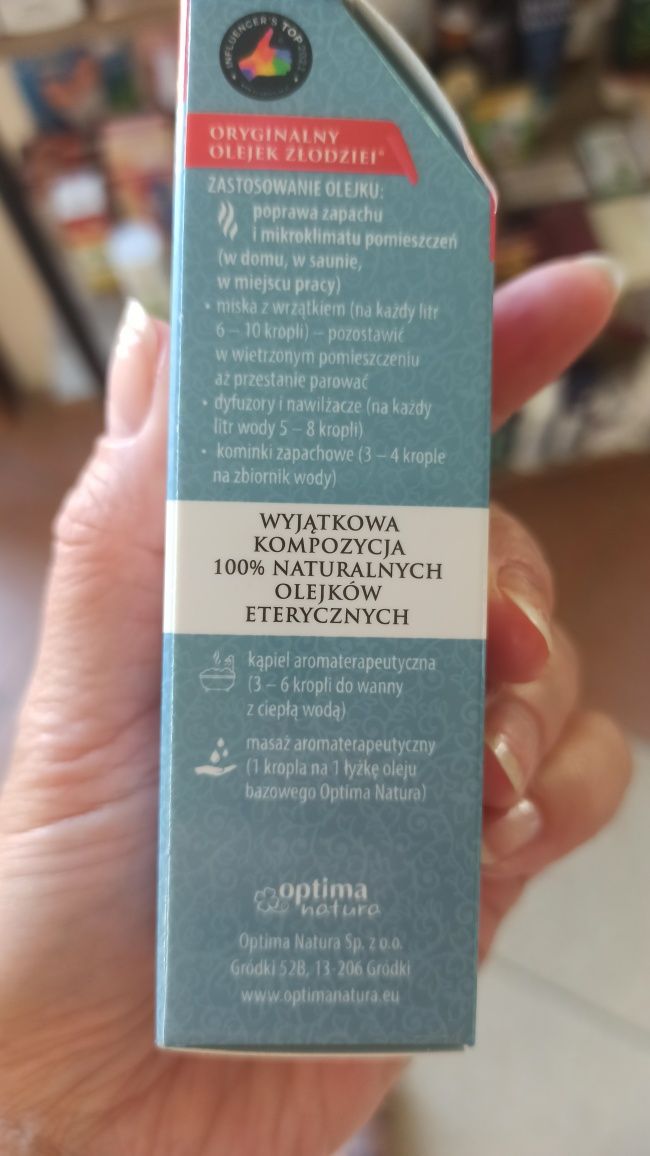 INFLUENCER'S TOP
ORYGINALNY
OLEJEK ZŁODZIEI®
ZASTOSOWANIE OLEJKU:
poprawa zapachu
i mikroklimatu pomieszczeń
(w domu, w saunie,
w miejscu pracy)
• miska z wrzątkiem (na każdy litr
6 – 10 kropli) – pozostawić
w wietrzonym pomieszczeniu
aż przestanie parować
• dyfuzory i nawilżacze (na każdy
litr wody 5 – 8 kropli)
• kominki zapachowe (3 – 4 krople
na zbiornik wody)
WYJĄTKOWA
KOMPOZYCJA
100% NATURALNYCH
OLEJKÓW
ETERYCZNYCH
kąpiel aromaterapeutyczna
(3 – 6 kropli do wanny
z ciepłą wodą)
masaż aromaterapeutyczny
(1 kropla na 1 łyżkę oleju
bazowego Optima Natura)
optima
natura
Optima Natura Sp. z o.o.
Gródki 52B, 13-206 Gródki
www.optimanatura.eu